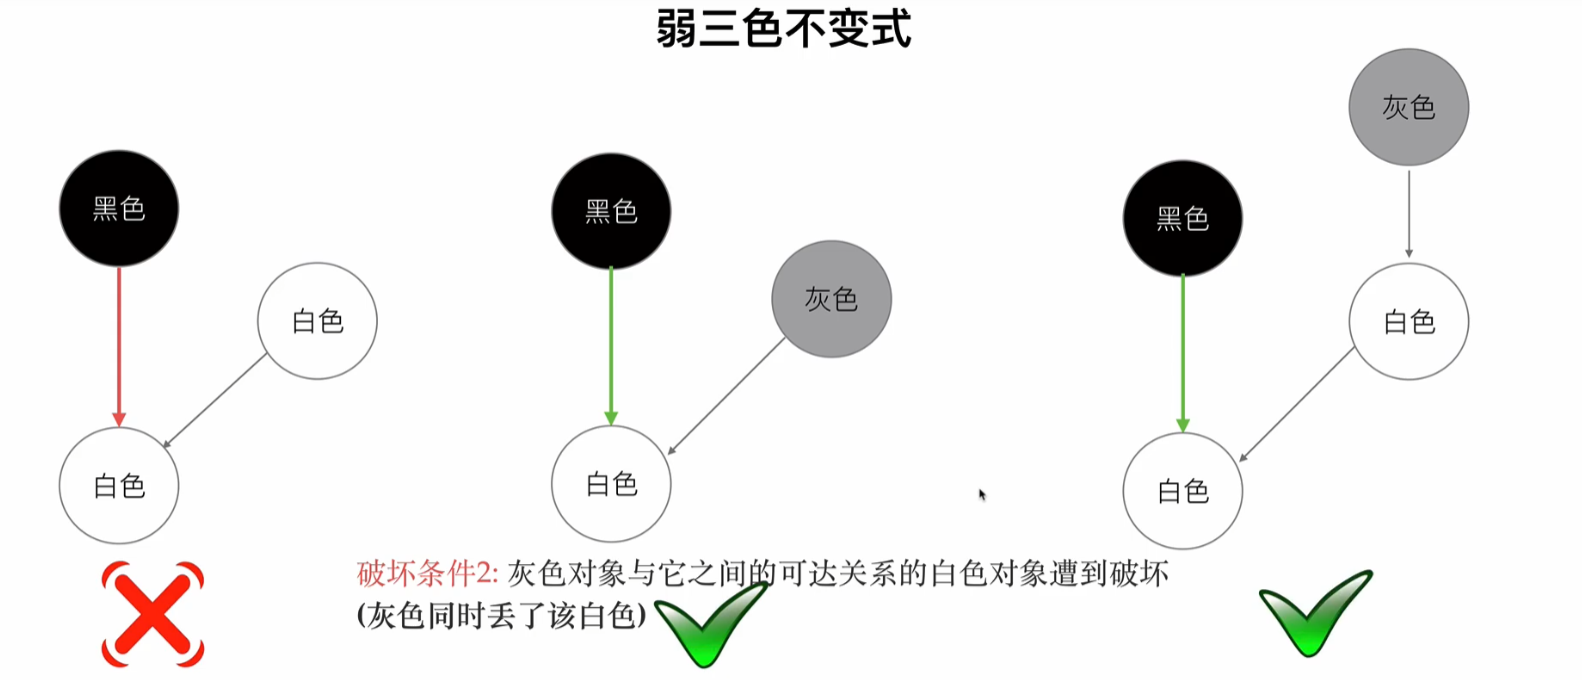 弱三色不变式
黑色
白色
白色
黑色
灰色
白色
灰色
黑色
白色
白色
破坏条件2: 灰色对象与它之间的可达关系的白色对象遭到破坏
(灰色同时丢了该白色)